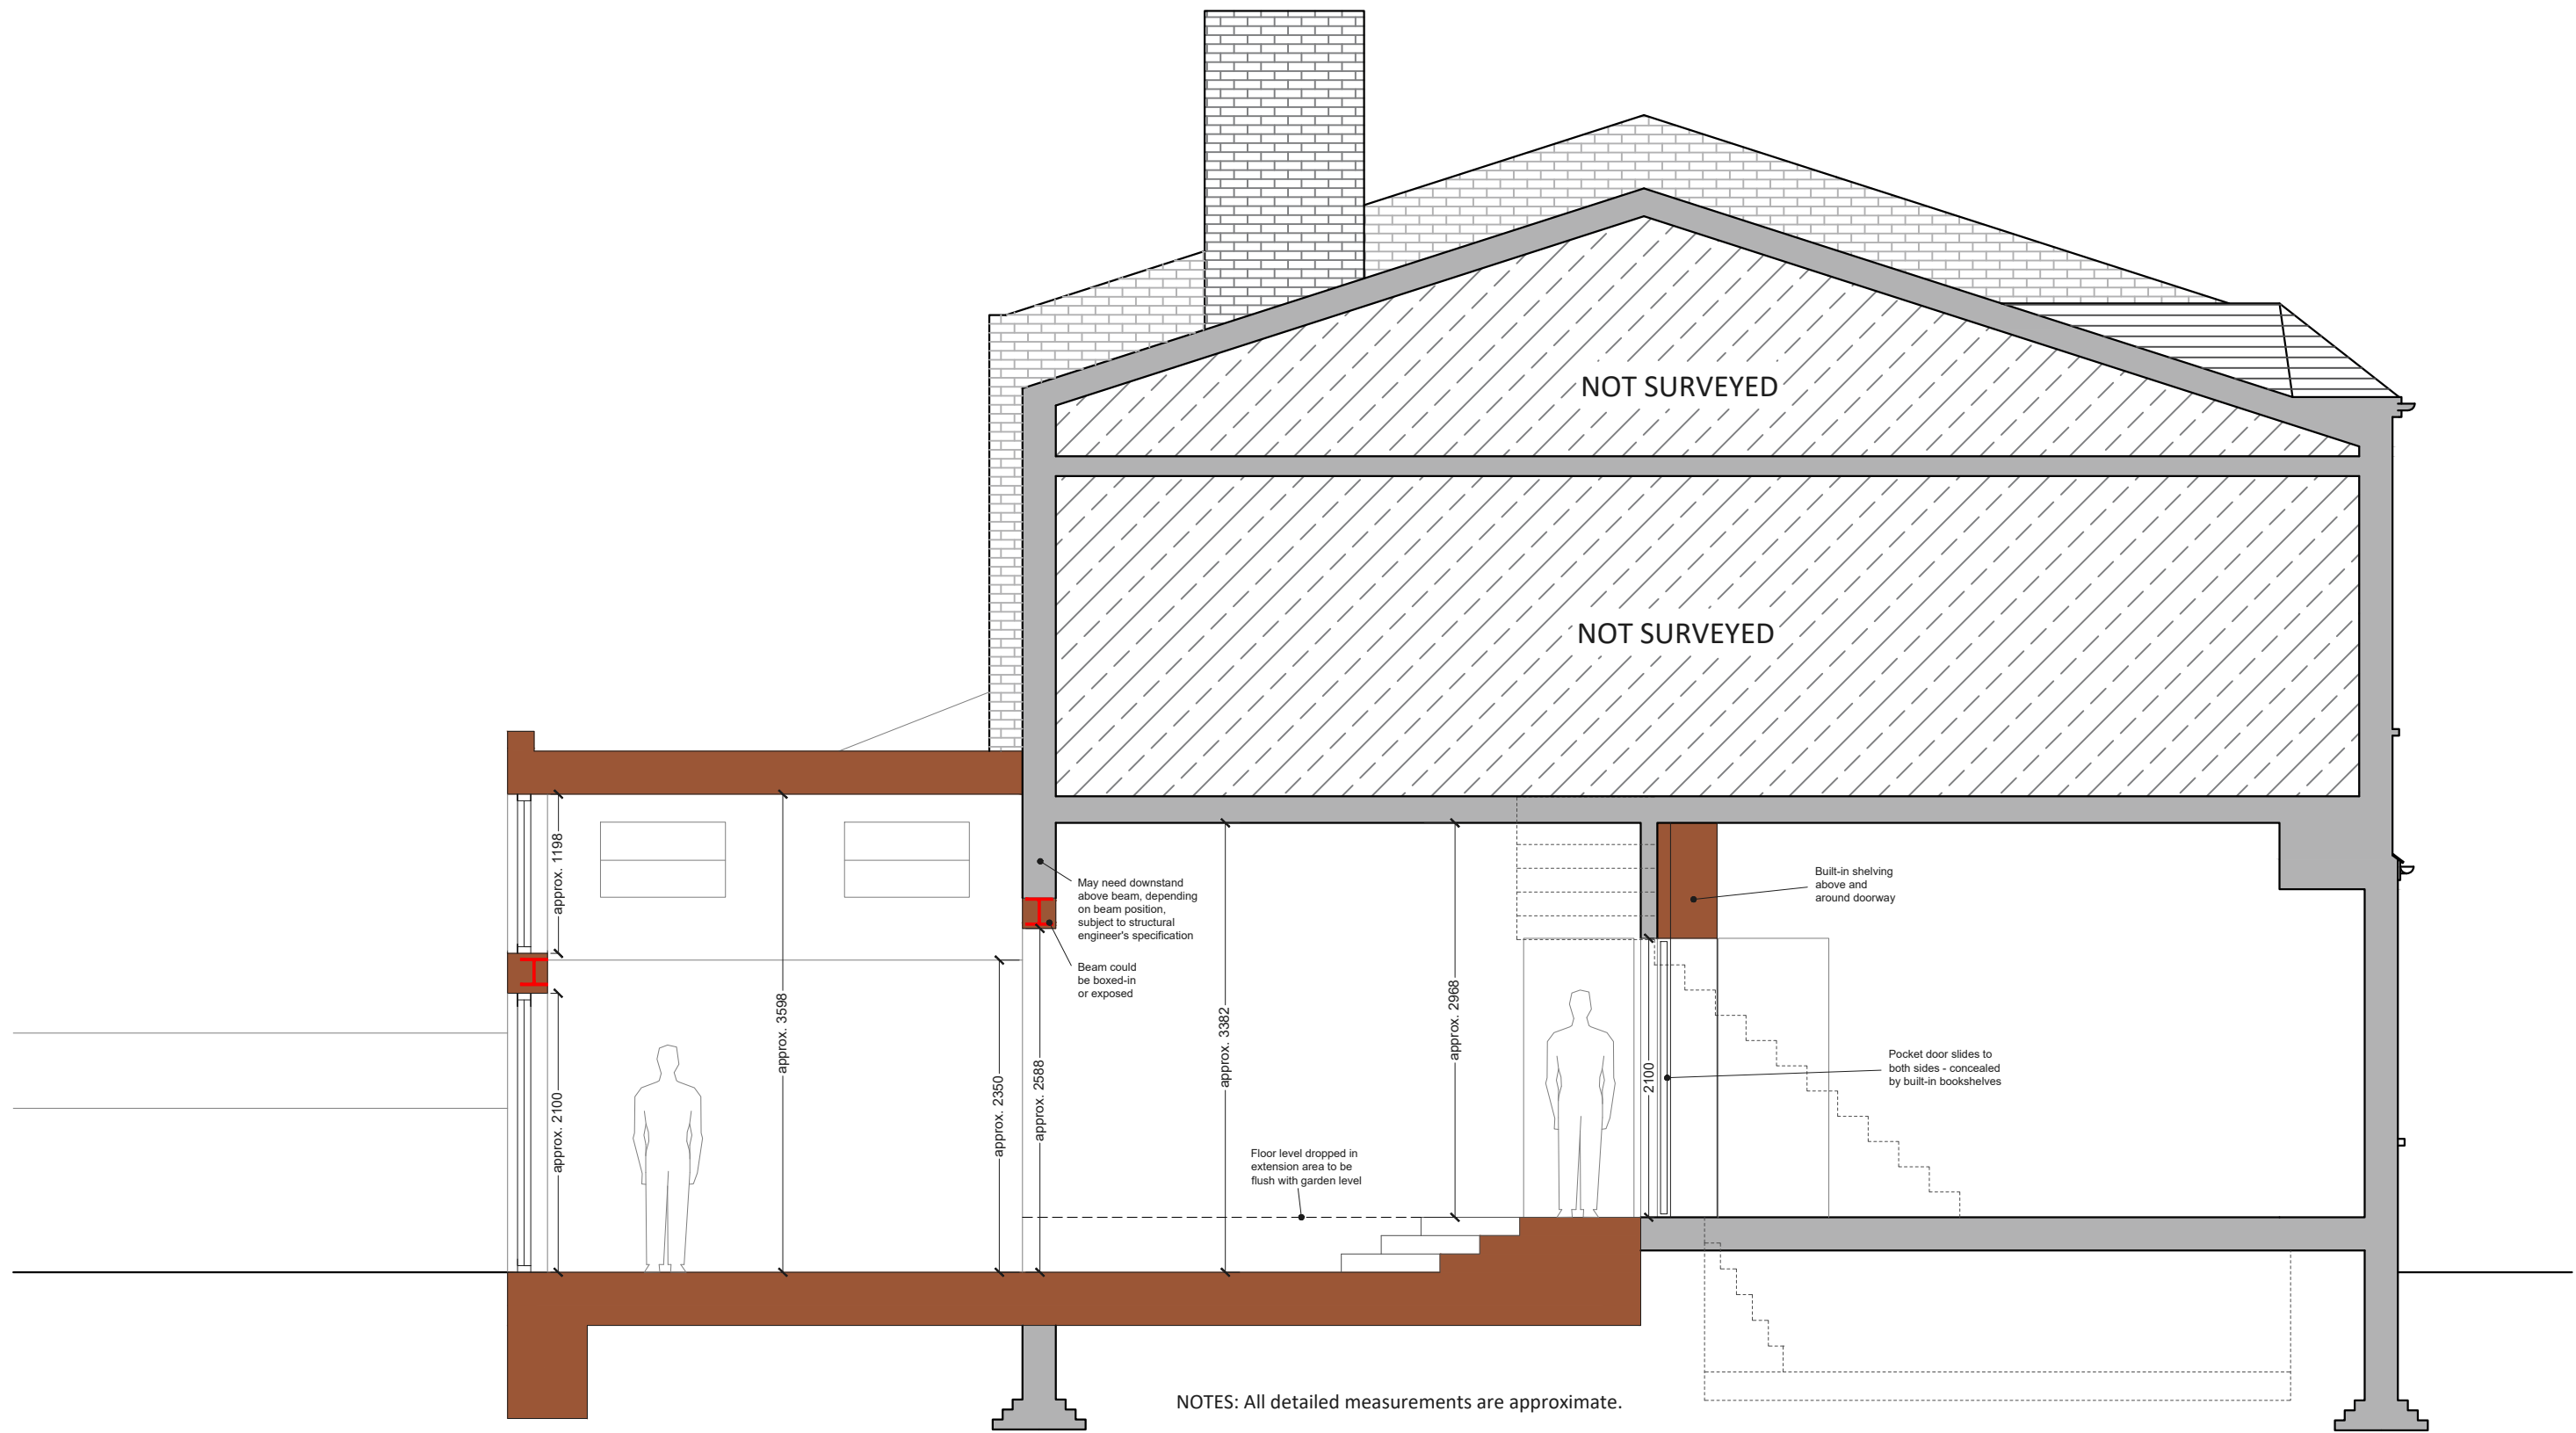 NOT SURVEYED
NOT SURVEYED
approx. 1198
approx. 3598
approx. 2100
approx. 2350
approx. 2588
May need downstand
above beam, depending
on beam position,
subject to structural
engineer's specification
Beam could
be boxed-in
or exposed
approx. 3382
approx. 2968
2100
Built-in shelving
above and
around doorway
Pocket door slides to
both sides - concealed
by built-in bookshelves
Floor level dropped in
extension area to be
flush with garden level
NOTES: All detailed measurements are approximate.